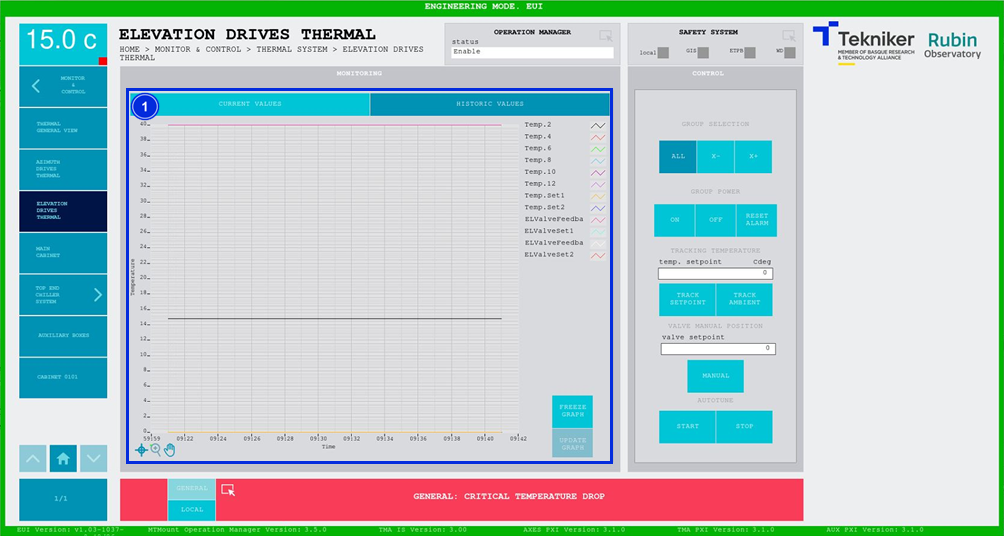 ENGINEERING MODE. EUI
15.0 c
ELEVATION DRIVES THERMAL
HOME > MONITOR & CONTROL > THERMAL SYSTEM > ELEVATION DRIVES
THERMAL
OPERATION MANAGER
status
Enable
SAFETY SYSTEM
local
GIS
ETPB
WD
Tekniker
MEMBER OF BASQUE RESEARCH
& TECHNOLOGY ALLIANCE
Rubin
Observatory
MONITOR
&
CONTROL
THERMAL
GENERAL VIEW
AZIMUTH
DRIVES
THERMAL
ELEVATION
DRIVES
THERMAL
MAIN
CABINET
TOP END
CHILLER
SYSTEM
AUXILIARY BOXES
CABINET 0101
1/1
MONITORING
1
CURRENT VALUES
HISTORIC VALUES
40
38
36
34
32
30
28
26
24
22
20
18
16
14
12
10
8
6
4
2
0
Temperature
59:59
09:22
09:24
09:26
09:28
09:30
09:32
09:34
09:36
09:38
09:40
09:42
Time
Temp.2
Temp.4
Temp.6
Temp.8
Temp.10
Temp.12
Temp.Set1
Temp.Set2
ELValveFeedba
ELValveSet1
ELValveFeedba
ELValveSet2
FREEZE
GRAPH
UPDATE
GRAPH
CONTROL
GROUP SELECTION
ALL
X-
X+
GROUP POWER
ON
OFF
RESET
ALARM
TRACKING TEMPERATURE
temp. setpoint
Cdeg
0
TRACK
SETPOINT
TRACK
AMBIENT
VALVE MANUAL POSITION
valve setpoint
0
MANUAL
AUTOTUNE
START
STOP
GENERAL
LOCAL
GENERAL: CRITICAL TEMPERATURE DROP
EUI Version: v1.03-1037-
MTMount Operation Manager Version: 3.5.0
TMA IS Version: 3.00
AXES PXI Version: 3.1.0
TMA PXI Version: 3.1.0
AUX PXI Version: 3.1.0